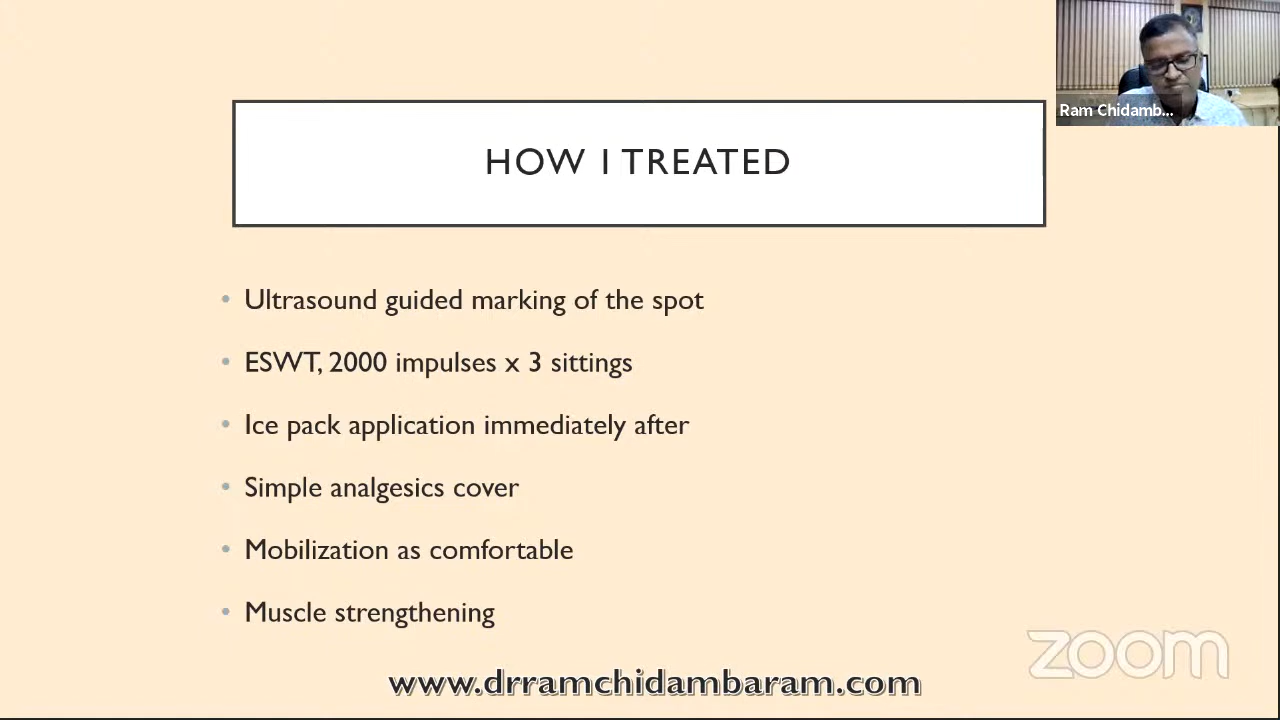 Ram Chidamb...
HOW I TREATED
• Ultrasound guided marking of the spot
• ESWT, 2000 impulses x 3 sittings
• Ice pack application immediately after
• Simple analgesics cover
• Mobilization as comfortable
• Muscle strengthening
zoom
www.drramchidambaram.com